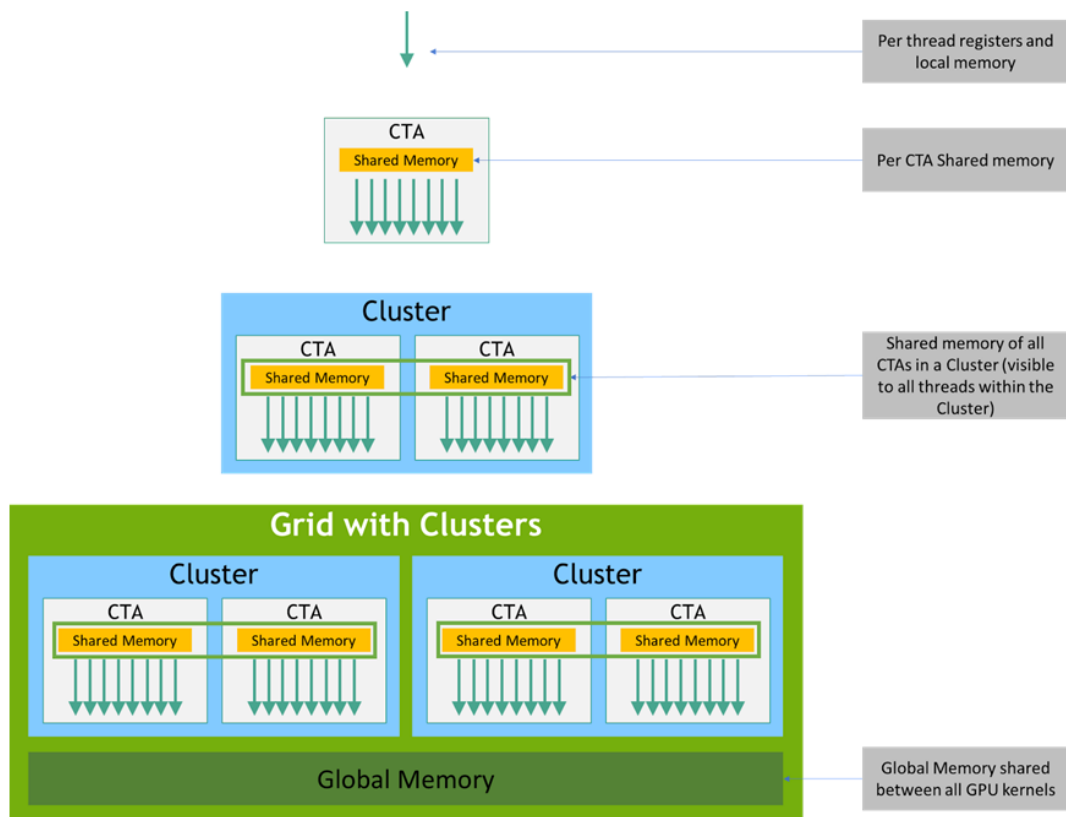 Per thread registers and
local memory
CTA
Shared Memory
Per CTA Shared memory
Cluster
CTA
CTA
Shared Memory
Shared Memory
Shared memory of all
CTAs in a Cluster (visible
to all threads within the
Cluster)
Grid with Clusters
Cluster
Cluster
CTA
CTA
CTA
CTA
Shared Memory
Shared Memory
Shared Memory
Shared Memory
Global Memory
Global Memory shared
between all GPU kernels